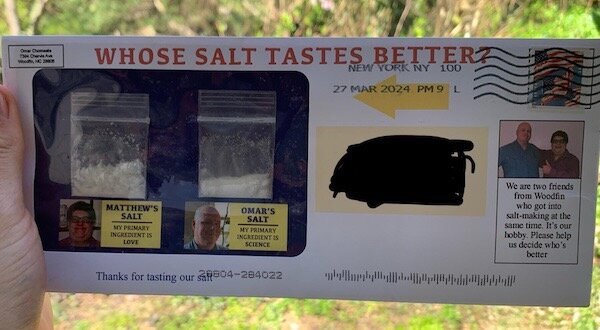 Omar Chelmeata
Woodfin, NC 28806
WHOSE SALT TASTES BETTER?
NEW YORK NY 100
27 MAR 2024 PM 9 L
MATTHEW'S
SALT
MY PRIMARY
INGREDIENT IS
LOVE
OMAR'S
SALT
MY PRIMARY
INGREDIENT IS
SCIENCE
We are two friends
from Woodfin
who got into
salt-making at the
same time. It's our
hobby. Please help
us decide who's
better
Thanks for tasting our salt
28804-284022